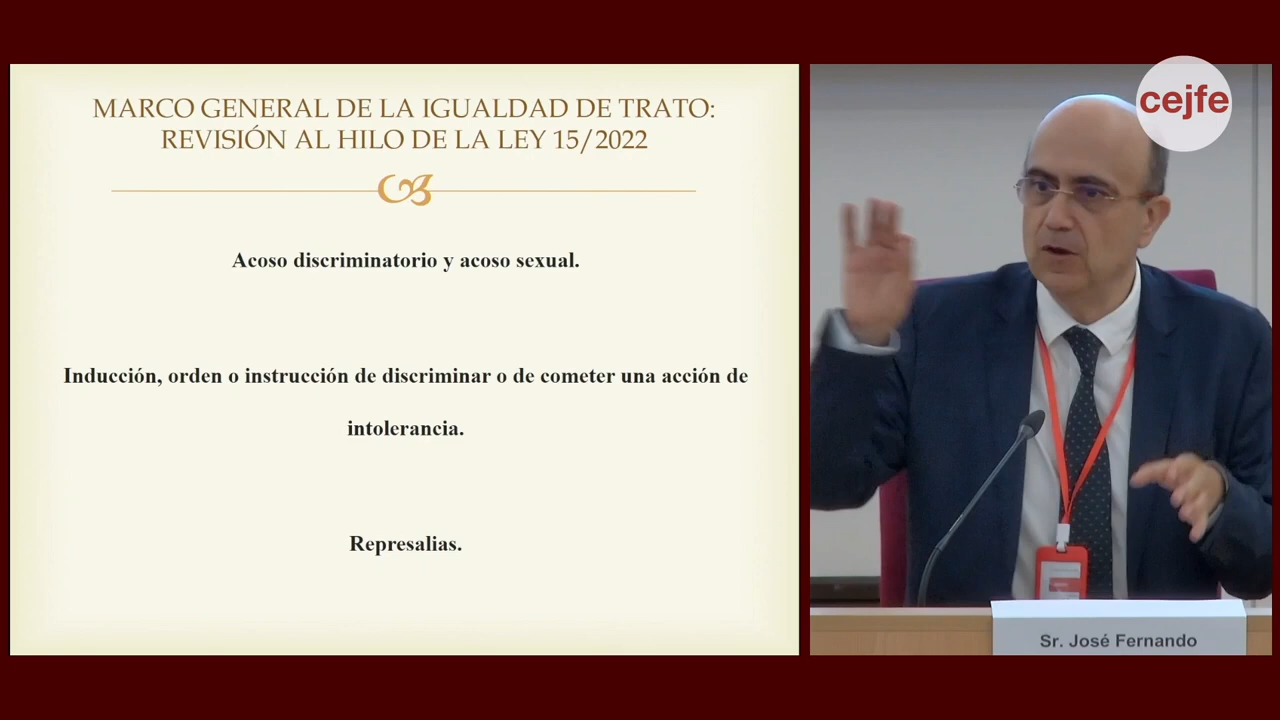 MARCO GENERAL DE LA IGUALDAD DE TRATO:
REVISIÓN AL HILO DE LA LEY 15/2022
Acoso discriminatorio y acoso sexual.
Inducción, orden o instrucción de discriminar o de cometer una acción de
intolerancia.
Represalias.
cejfe
Sr. José Fernando